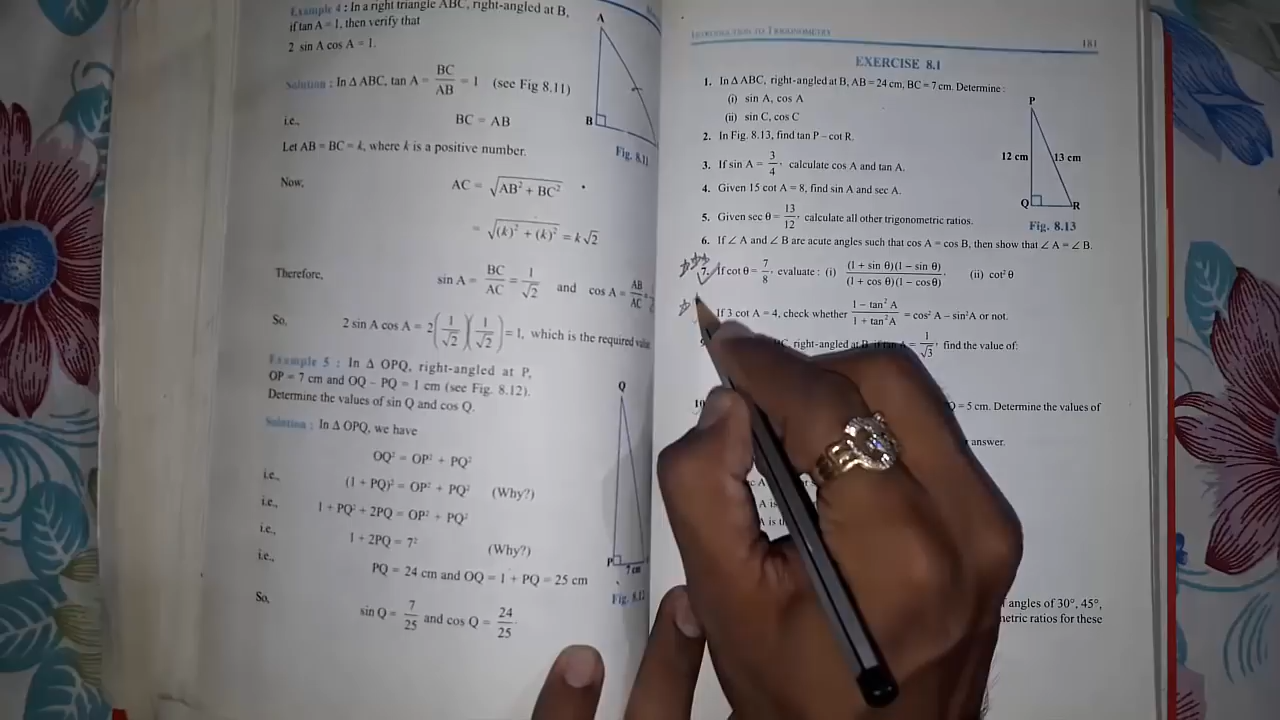 Example 4 : In a right triangle ABC, right-angled at B,
if tan A = 1, then verify that
2 sin A cos A = 1.
Solution : In Δ ABC, tan A = BC/AB = 1 (see Fig 8.11)
i.e., BC = AB
Let AB = BC = k, where k is a positive number.
Now, AC = √(AB² + BC²)
= √((k)² + (k)²) = k√2
Therefore, sin A = BC/AC = 1/√2 and cos A = AB/AC =
So, 2 sin A cos A = 2(1/√2)(1/√2) = 1, which is the required value
A
B
Fig. 8.11
Example 5 : In Δ OPQ, right-angled at P,
OP = 7 cm and OQ – PQ = 1 cm (see Fig. 8.12).
Determine the values of sin Q and cos Q.
Solution : In Δ OPQ, we have
OQ² = OP² + PQ²
i.e., (1 + PQ)² = OP² + PQ² (Why?)
i.e., 1 + PQ² + 2PQ = OP² + PQ²
i.e., 1 + 2PQ = 7² (Why?)
i.e., PQ = 24 cm and OQ = 1 + PQ = 25 cm
So, sin Q = 7/25 and cos Q = 24/25
Q
P
7 cm
Fig. 8.12
INTRODUCTION TO TRIGONOMETRY 181
EXERCISE 8.1
1. In Δ ABC, right-angled at B, AB = 24 cm, BC = 7 cm. Determine :
(i) sin A, cos A
(ii) sin C, cos C
2. In Fig. 8.13, find tan P – cot R.
3. If sin A = 3/4, calculate cos A and tan A.
4. Given 15 cot A = 8, find sin A and sec A.
5. Given sec θ = 13/12, calculate all other trigonometric ratios.
P
12 cm 13 cm
Q R
Fig. 8.13
6. If ∠ A and ∠ B are acute angles such that cos A = cos B, then show that ∠ A = ∠ B.
7. If cot θ = 7/8, evaluate : (i) (1 + sin θ)(1 – sin θ)/(1 + cos θ)(1 – cos θ), (ii) cot² θ
If 3 cot A = 4, check whether (1 – tan² A)/(1 + tan² A) = cos² A – sin² A or not.
right-angled at B, if tan A = 1/√3, find the value of:
10 = 5 cm. Determine the values of
answer.
A is
angles of 30°, 45°,
metric ratios for these